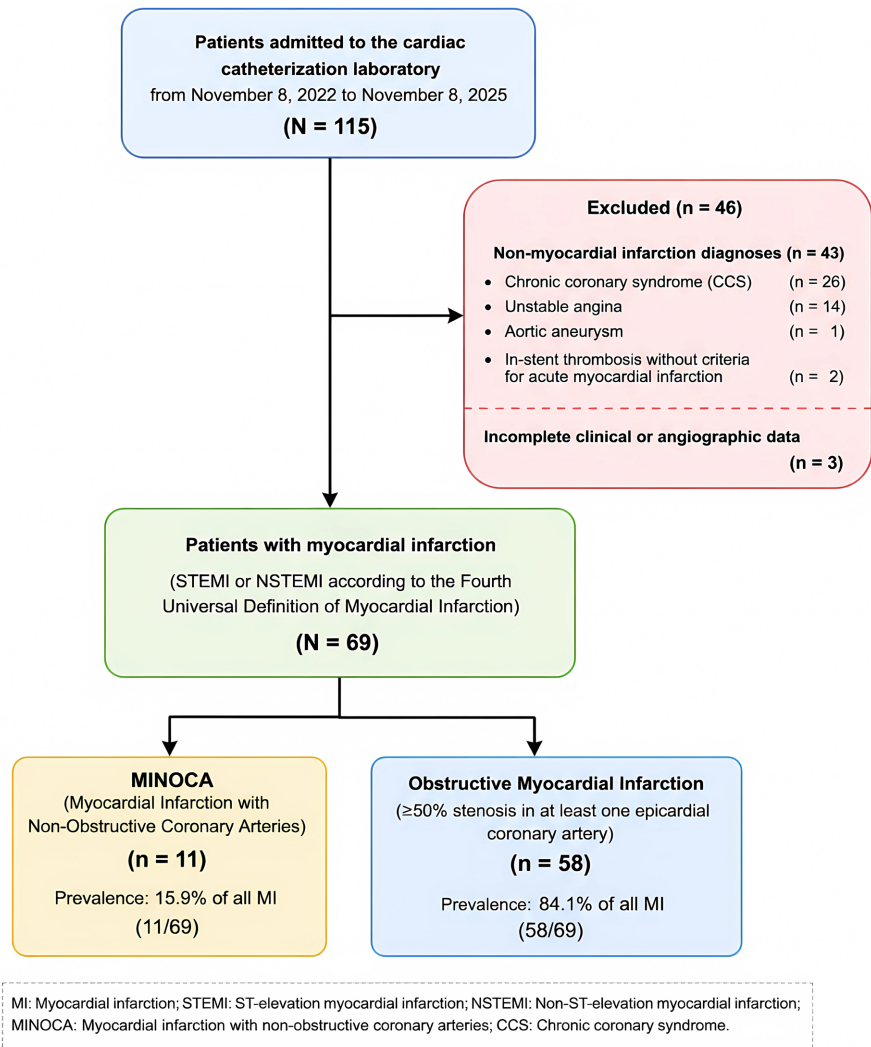 Patients admitted to the cardiac
catheterization laboratory
from November 8, 2022 to November 8, 2025
(N = 115)
Excluded (n = 46)
Non-myocardial infarction diagnoses (n = 43)
• Chronic coronary syndrome (CCS) (n = 26)
• Unstable angina (n = 14)
• Aortic aneurysm (n = 1)
• In-stent thrombosis without criteria
for acute myocardial infarction (n = 2)
Incomplete clinical or angiographic data
(n = 3)
Patients with myocardial infarction
(STEMI or NSTEMI according to the Fourth
Universal Definition of Myocardial Infarction)
(N = 69)
MINOCA
(Myocardial Infarction with
Non-Obstructive Coronary Arteries)
(n = 11)
Prevalence: 15.9% of all MI
(11/69)
Obstructive Myocardial Infarction
(≥50% stenosis in at least one epicardial
coronary artery)
(n = 58)
Prevalence: 84.1% of all MI
(58/69)
MI: Myocardial infarction; STEMI: ST-elevation myocardial infarction; NSTEMI: Non-ST-elevation myocardial infarction;
MINOCA: Myocardial infarction with non-obstructive coronary arteries; CCS: Chronic coronary syndrome.